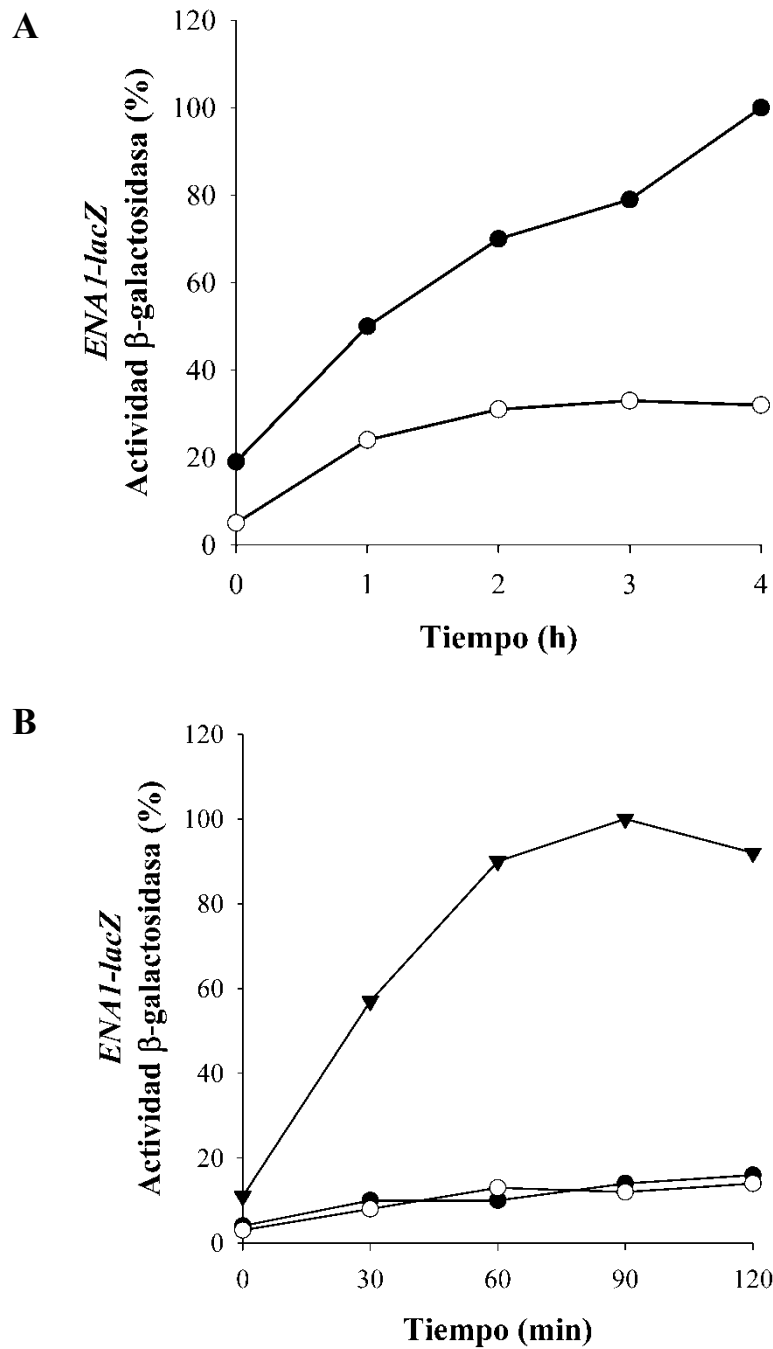 A
ENA1-lacZ
Actividad β-galactosidasa (%)
120
100
80
60
40
20
0
0 1 2 3 4
Tiempo (h)
B
ENA1-lacZ
Actividad β-galactosidasa (%)
120
100
80
60
40
20
0
0 30 60 90 120
Tiempo (min)